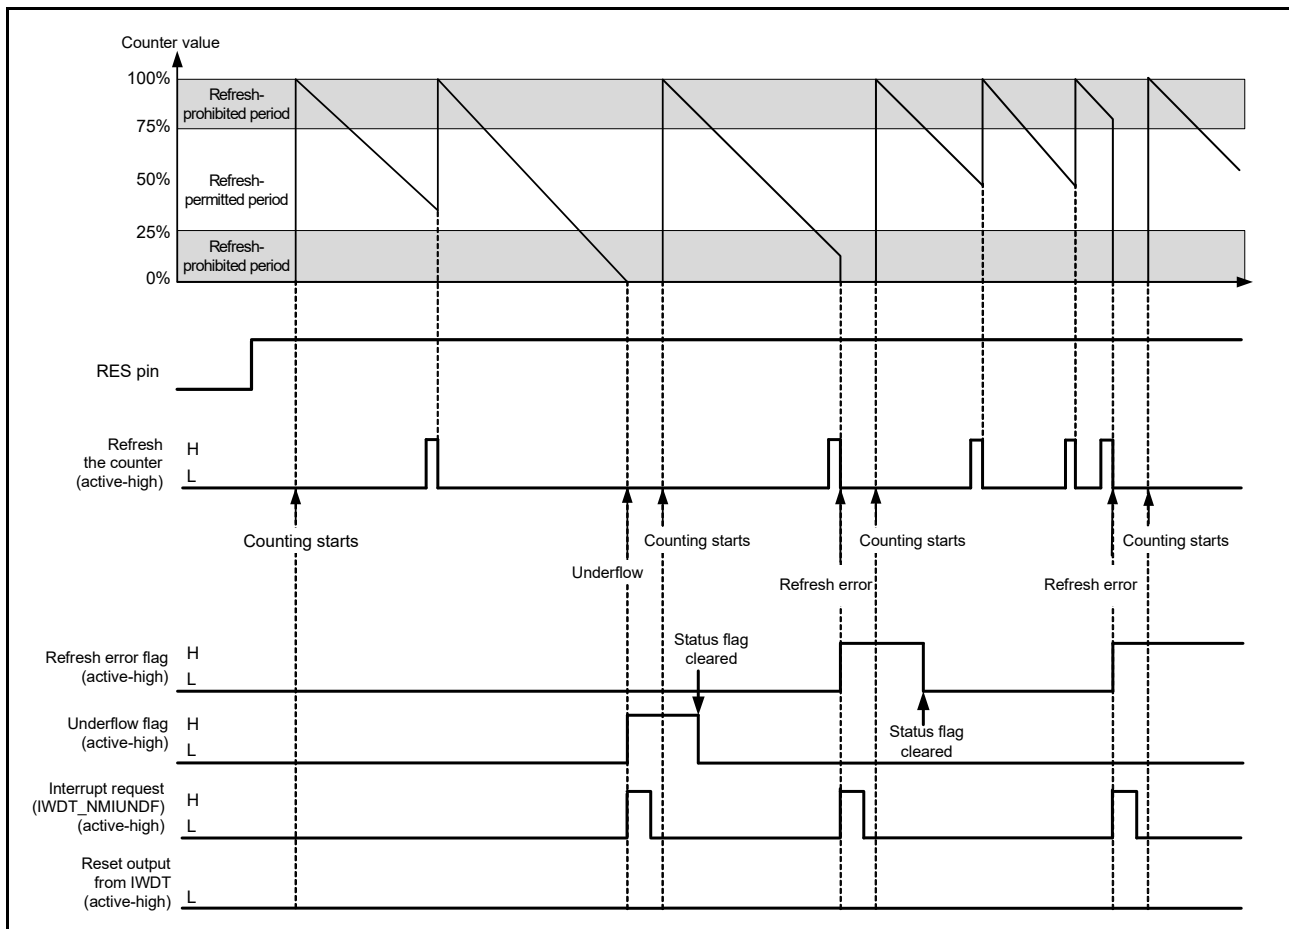 Counter value
100%
Refresh-
prohibited period
75%
50%
Refresh-
permitted period
25%
Refresh-
prohibited period
0%
RES pin
Refresh
the counter
(active-high)
H
L
Counting starts
Counting starts
Counting starts
Counting starts
Underflow
Refresh error
Refresh error
Status flag
cleared
Refresh error flag
(active-high)
H
L
Underflow flag
(active-high)
H
L
Status flag
cleared
Interrupt request
(IWDT_NMIUNDF)
(active-high)
H
L
Reset output
from IWDT
(active-high)
L